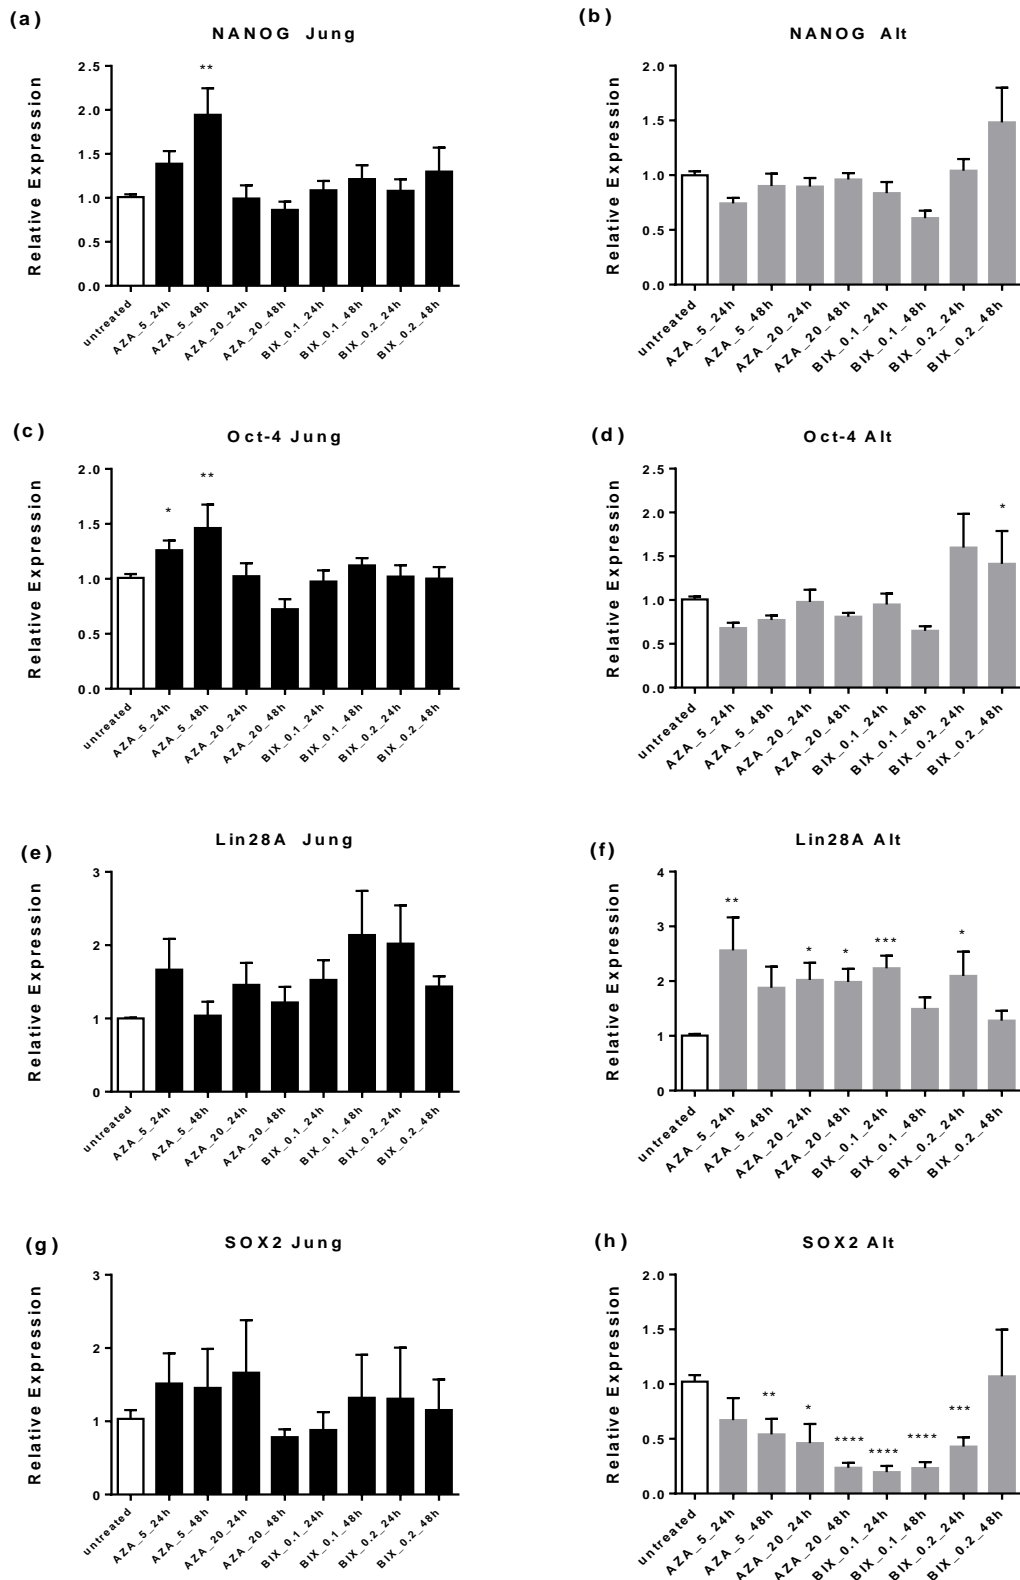 (a)
NANOG Jung
Relative Expression
2.5
2.0
1.5
1.0
0.5
0.0
**
untreated
AZA_5_24h
AZA_5_48h
AZA_20_24h
AZA_20_48h
BIX_0.1_24h
BIX_0.1_48h
BIX_0.2_24h
BIX_0.2_48h
(b)
NANOG Alt
Relative Expression
2.0
1.5
1.0
0.5
0.0
untreated
AZA_5_24h
AZA_5_48h
AZA_20_24h
AZA_20_48h
BIX_0.1_24h
BIX_0.1_48h
BIX_0.2_24h
BIX_0.2_48h
(c)
Oct-4 Jung
Relative Expression
2.0
1.5
1.0
0.5
0.0
*
**
untreated
AZA_5_24h
AZA_5_48h
AZA_20_24h
AZA_20_48h
BIX_0.1_24h
BIX_0.1_48h
BIX_0.2_24h
BIX_0.2_48h
(d)
Oct-4 Alt
Relative Expression
2.5
2.0
1.5
1.0
0.5
0.0
*
untreated
AZA_5_24h
AZA_5_48h
AZA_20_24h
AZA_20_48h
BIX_0.1_24h
BIX_0.1_48h
BIX_0.2_24h
BIX_0.2_48h
(e)
Lin28A Jung
Relative Expression
3
2
1
0
untreated
AZA_5_24h
AZA_5_48h
AZA_20_24h
AZA_20_48h
BIX_0.1_24h
BIX_0.1_48h
BIX_0.2_24h
BIX_0.2_48h
(f)
Lin28A Alt
Relative Expression
4
3
2
1
0
**
*
*
***
*
untreated
AZA_5_24h
AZA_5_48h
AZA_20_24h
AZA_20_48h
BIX_0.1_24h
BIX_0.1_48h
BIX_0.2_24h
BIX_0.2_48h
(g)
SOX2 Jung
Relative Expression
3
2
1
0
untreated
AZA_5_24h
AZA_5_48h
AZA_20_24h
AZA_20_48h
BIX_0.1_24h
BIX_0.1_48h
BIX_0.2_24h
BIX_0.2_48h
(h)
SOX2 Alt
Relative Expression
2.0
1.5
1.0
0.5
0.0
**
*
****
****
****
***
untreated
AZA_5_24h
AZA_5_48h
AZA_20_24h
AZA_20_48h
BIX_0.1_24h
BIX_0.1_48h
BIX_0.2_24h
BIX_0.2_48h